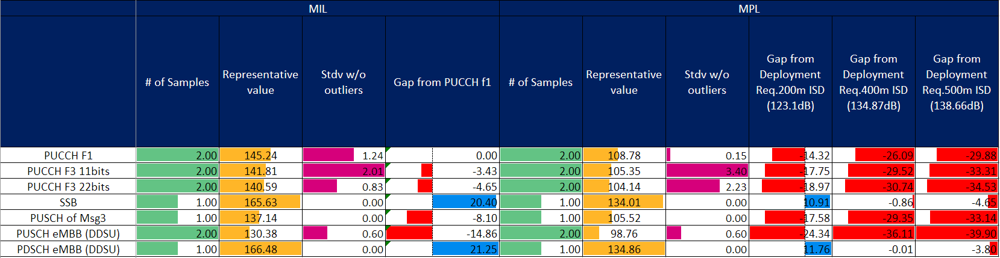 MIL MPL
# of Samples Representative value Stdv w/o outliers Gap from PUCCH f1 # of Samples Representative value Stdv w/o outliers Gap from Deployment Req.200m ISD (123.1dB) Gap from Deployment Req.400m ISD (134.87dB) Gap from Deployment Req.500m ISD (138.66dB)
PUCCH F1 2.00 145.24 1.24 0.00 2.00 108.78 0.15 -14.32 -26.09 -29.88
PUCCH F3 11bits 2.00 141.81 2.01 -3.43 2.00 105.35 3.40 -17.75 -29.52 -33.31
PUCCH F3 22bits 2.00 140.59 0.83 -4.65 2.00 104.14 2.23 -18.97 -30.74 -34.53
SSB 1.00 165.63 0.00 20.40 1.00 134.01 0.00 10.91 -0.86 -4.65
PUSCH of Msg3 1.00 137.14 0.00 -8.10 1.00 105.52 0.00 -17.58 -29.35 -33.14
PUSCH eMBB (DDSU) 2.00 130.38 0.60 -14.86 2.00 98.76 0.60 -24.34 -36.11 -39.90
PDSCH eMBB (DDSU) 1.00 166.48 0.00 21.25 1.00 134.86 0.00 11.76 -0.01 -3.80